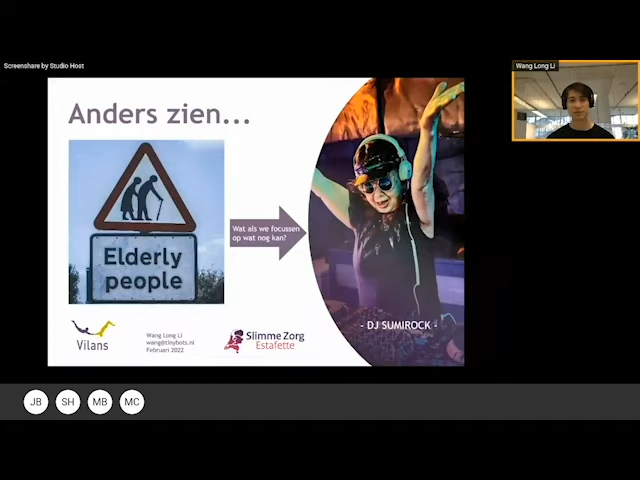 Screenshare by Studio Host
Wang Long Li
Anders zien...
Elderly
people
Wat als we focussen
op wat nog kan?
- DJ SUMIROCK -
Vilans
Wang Long Li
wang@tinybots.nl
Februari 2022
Slimme Zorg
Estafette
JB
SH
MB
MC